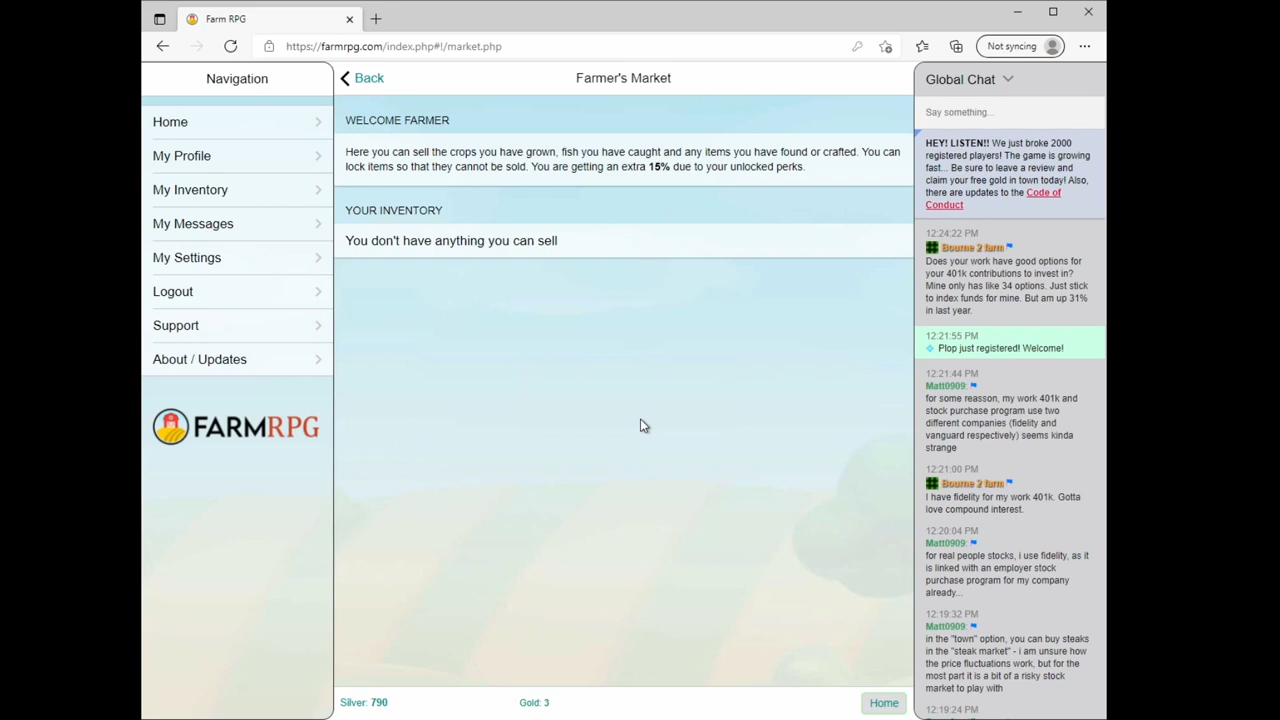 Farm RPG
https://farmrpg.com/index.php#!/market.php
Not syncing
Navigation
Home
My Profile
My Inventory
My Messages
My Settings
Logout
Support
About / Updates
FARMRPG
Back
Farmer's Market
WELCOME FARMER
Here you can sell the crops you have grown, fish you have caught and any items you have found or crafted. You can
lock items so that they cannot be sold. You are getting an extra 15% due to your unlocked perks.
YOUR INVENTORY
You don't have anything you can sell
Silver: 790
Gold: 3
Home
Global Chat
Say something...
HEY! LISTEN!! We just broke 2000
registered players! The game is growing
fast... Be sure to leave a review and
claim your free gold in town today! Also,
there are updates to the Code of
Conduct
12:24:22 PM
Bourne 2 farm
Does your work have good options for
your 401k contributions to invest in?
Mine only has like 34 options. Just stick
to index funds for mine. But am up 31%
in last year.
12:21:55 PM
Plop just registered! Welcome!
12:21:44 PM
Matt0909:
for some reasson, my work 401k and
stock purchase program use two
different companies (fidelity and
vanguard respectively) seems kinda
strange
12:21:00 PM
Bourne 2 farm
I have fidelity for my work 401k. Gotta
love compound interest.
12:20:04 PM
Matt0909:
for real people stocks, i use fidelity, as it
is linked with an employer stock
purchase program for my company
already...
12:19:32 PM
Matt0909:
in the "town" option, you can buy steaks
in the "steak market" - i am unsure how
the price fluctuations work, but for the
most part it is a bit of a risky stock
market to play with
12:19:24 PM